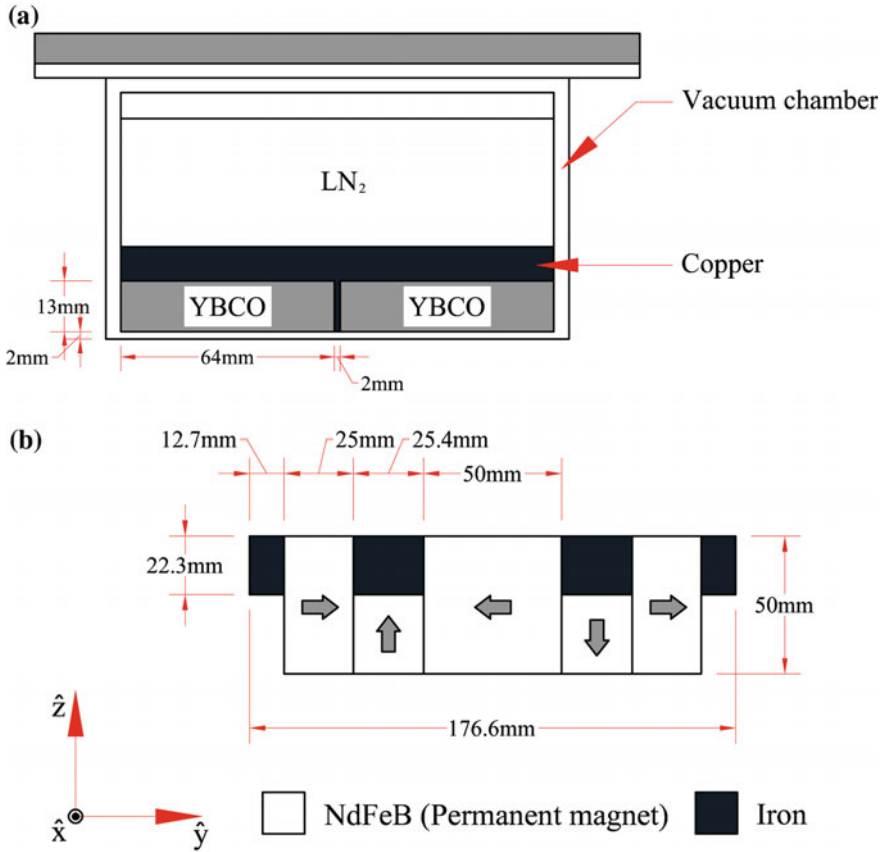 (a)
Vacuum chamber
LN₂
Copper
YBCO
YBCO
13mm
2mm
64mm
2mm
(b)
12.7mm
25mm
25.4mm
50mm
22.3mm
50mm
176.6mm
ẑ
x̂
ŷ
NdFeB (Permanent magnet)
Iron